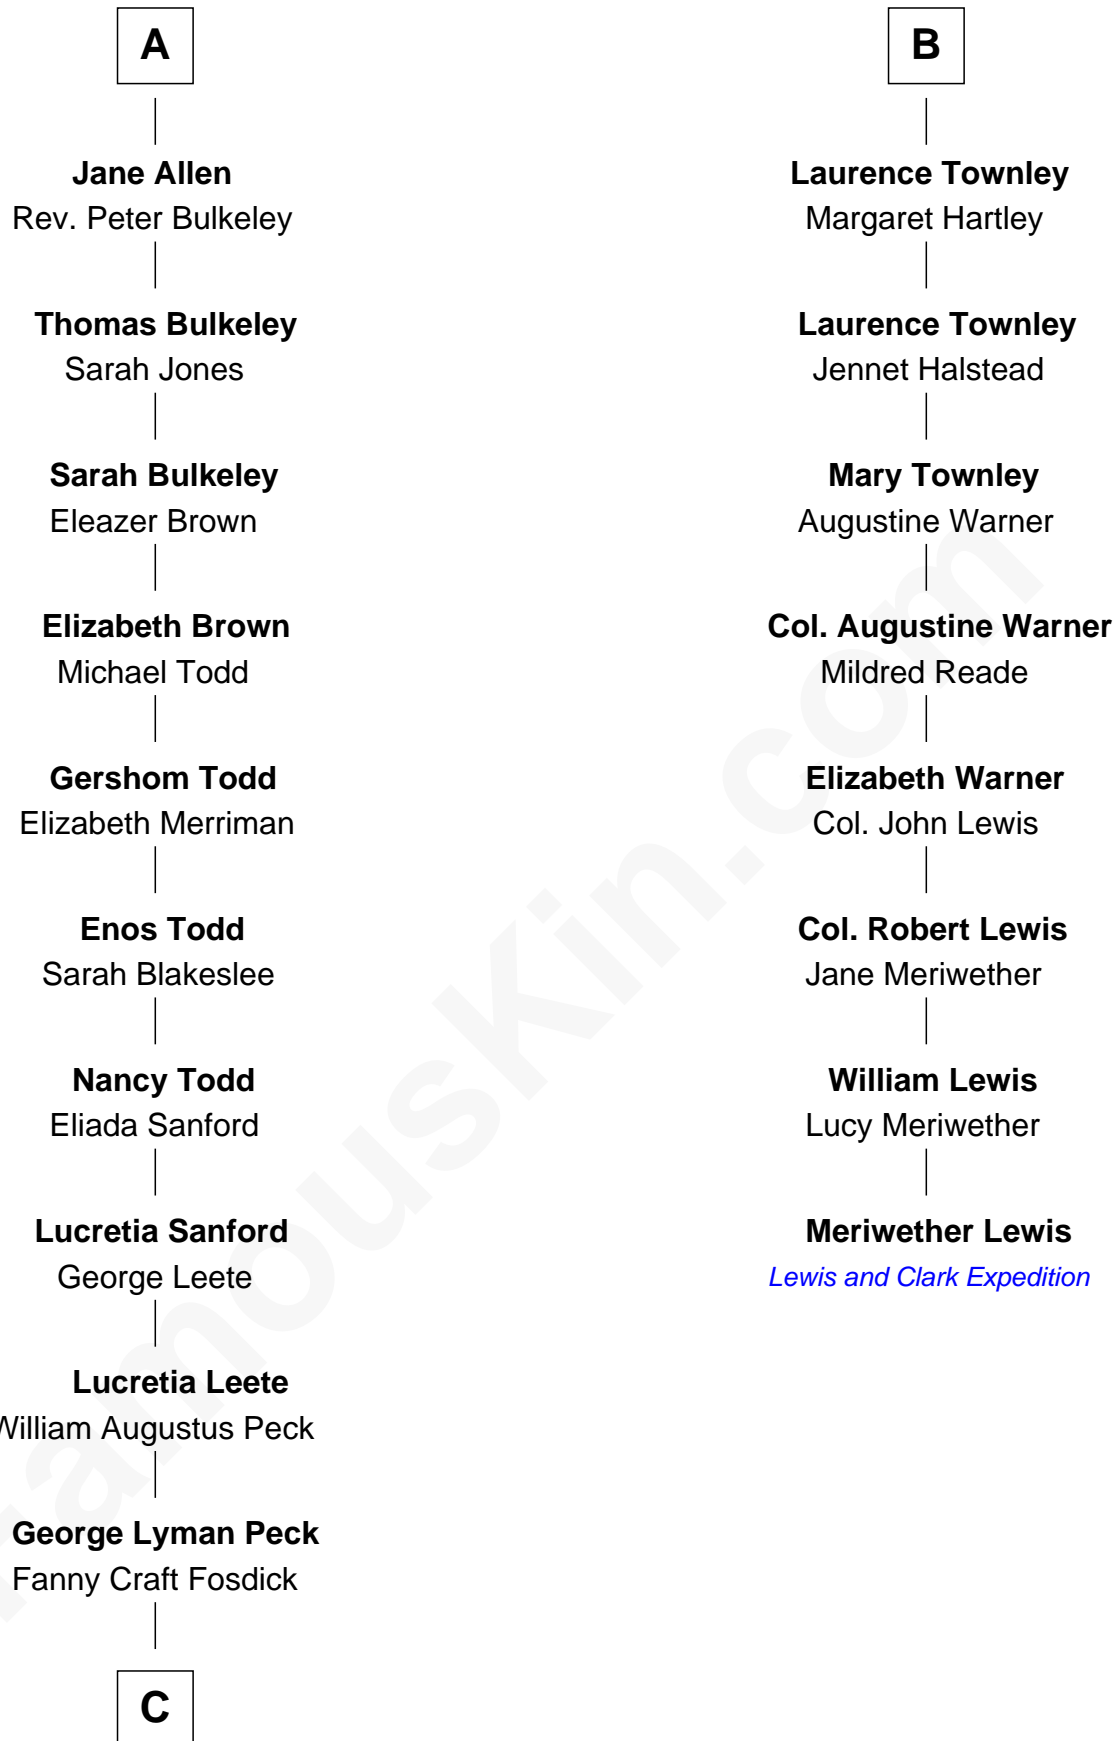 A
Jane Allen
Rev. Peter Bulkeley
Thomas Bulkeley
Sarah Jones
Sarah Bulkeley
Eleazer Brown
Elizabeth Brown
Michael Todd
Gershom Todd
Elizabeth Merriman
Enos Todd
Sarah Blakeslee
Nancy Todd
Eliada Sanford
Lucretia Sanford
George Leete
Lucretia Leete
William Augustus Peck
George Lyman Peck
Fanny Craft Fosdick
C
B
Laurence Townley
Margaret Hartley
Laurence Townley
Jennet Halstead
Mary Townley
Augustine Warner
Col. Augustine Warner
Mildred Reade
Elizabeth Warner
Col. John Lewis
Col. Robert Lewis
Jane Meriwether
William Lewis
Lucy Meriwether
Meriwether Lewis
Lewis and Clark Expedition
FamousKin.com